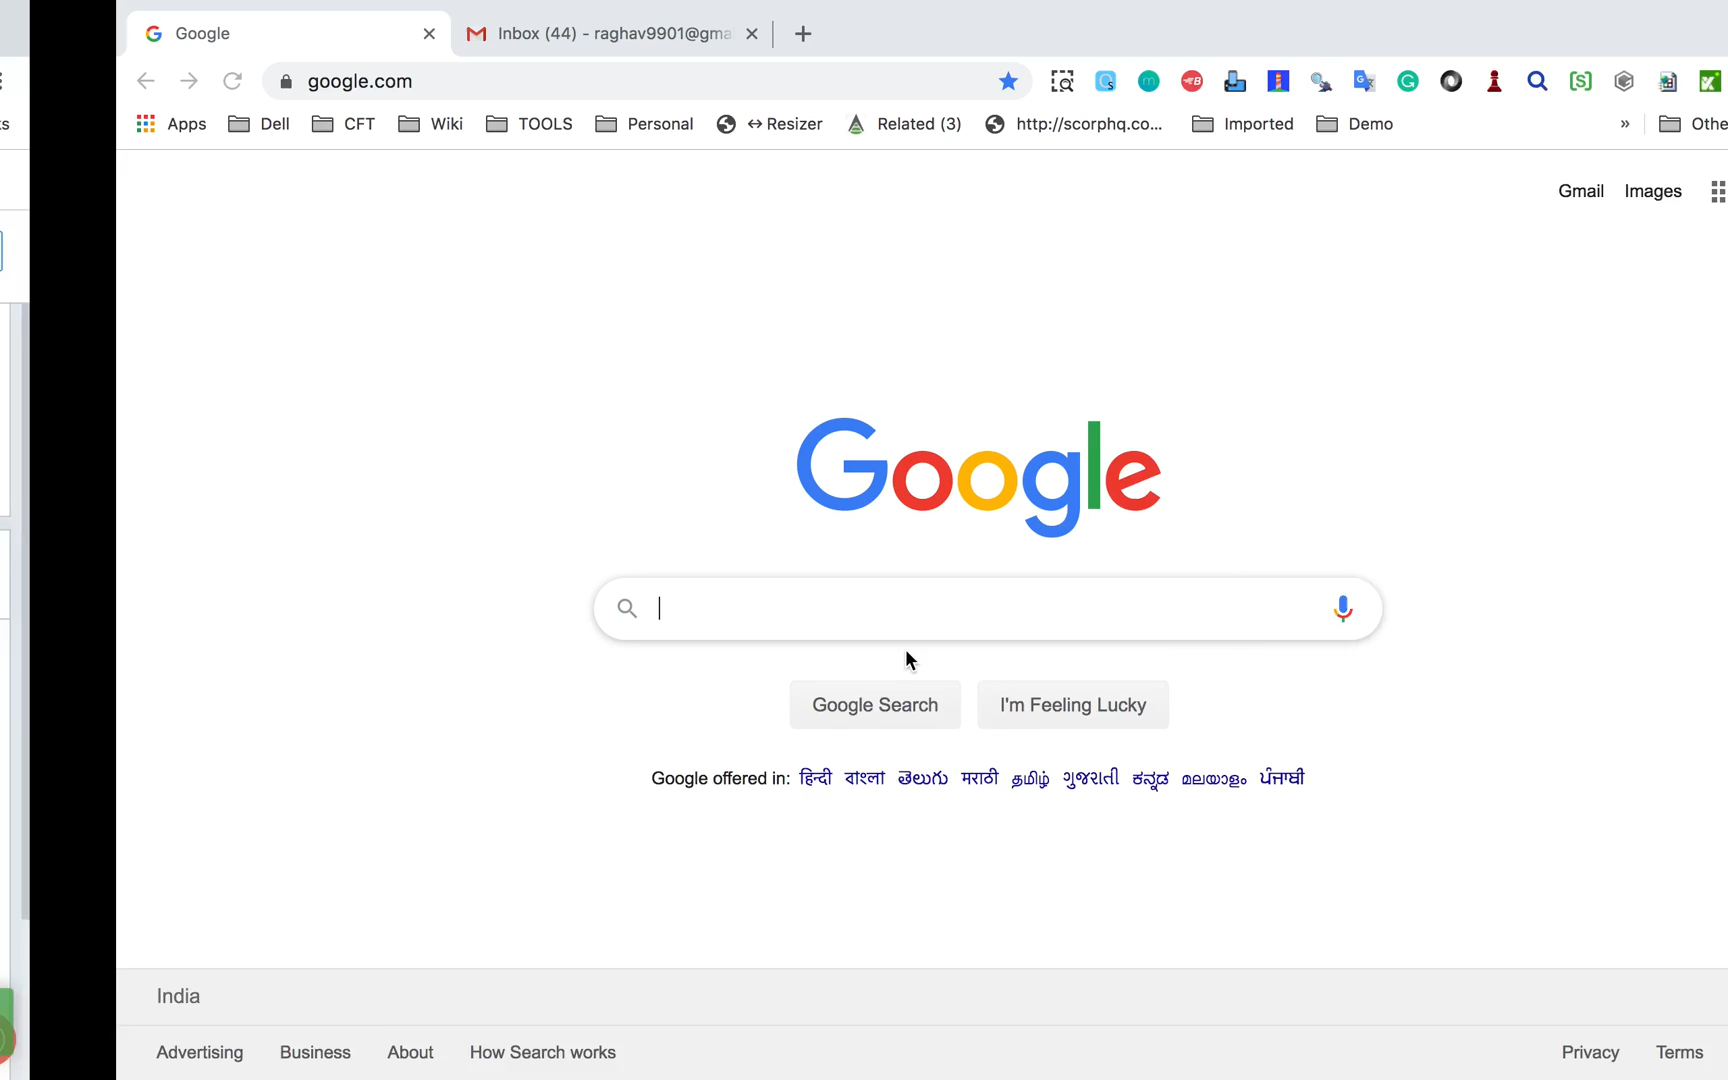 Google
Inbox (44) - raghav9901@gma
google.com
Apps Dell CFT Wiki TOOLS Personal ↔Resizer Related (3) http://scorphq.co... Imported Demo » Othe
Gmail Images
Google
Google Search I'm Feeling Lucky
Google offered in: हिन्दी বাংলা తెలుగు मराठी தமிழ் ગુજરાતી ಕನ್ನಡ മലയാളം ਪੰਜਾਬੀ
India
Advertising Business About How Search works Privacy Terms